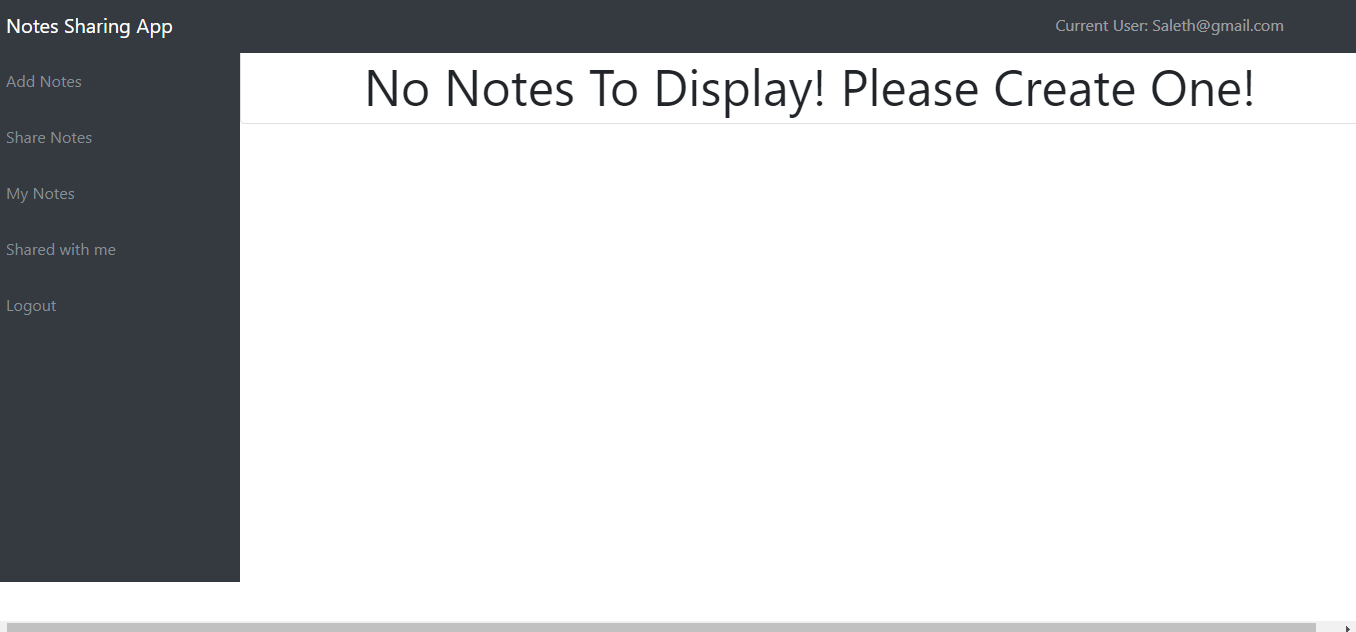 Notes Sharing App
Current User: Saleth@gmail.com
Add Notes
Share Notes
My Notes
Shared with me
Logout
No Notes To Display! Please Create One!